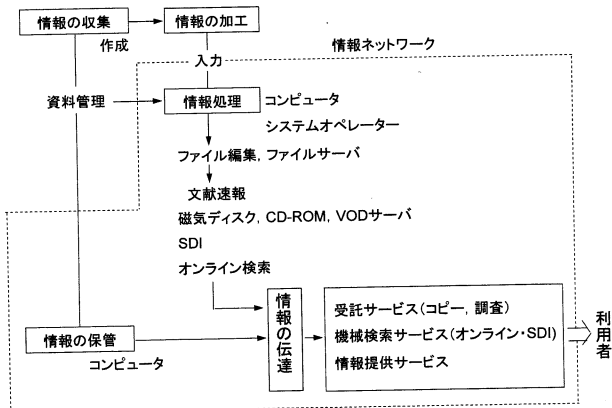 情報の収集
情報の加工
作成
情報ネットワーク
入力
資料管理
情報処理
コンピュータ
システムオペレーター
ファイル編集, ファイルサーバ
文献速報
磁気ディスク, CD-ROM, VODサーバ
SDI
オンライン検索
情報の伝達
受託サービス(コピー, 調査)
機械検索サービス(オンライン・SDI)
情報提供サービス
利用者
情報の保管
コンピュータ